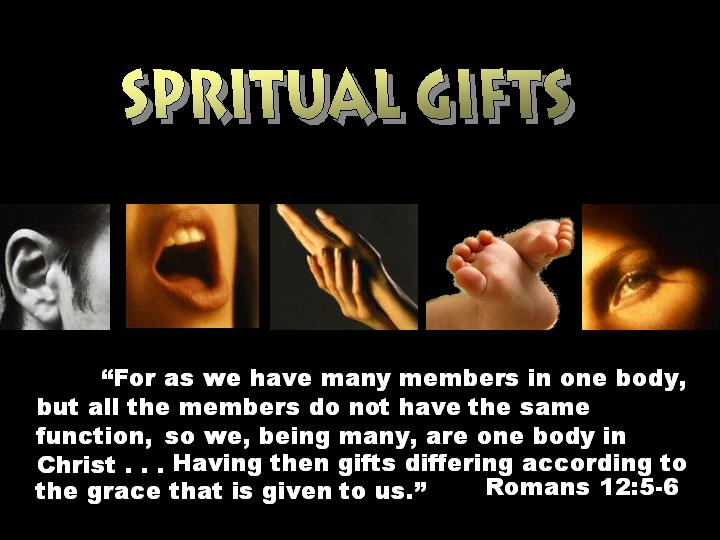 SPRITUAL GIFTS
“For as we have many members in one body,
but all the members do not have the same
function, so we, being many, are one body in
Christ . . . Having then gifts differing according to
the grace that is given to us.” Romans 12:5-6